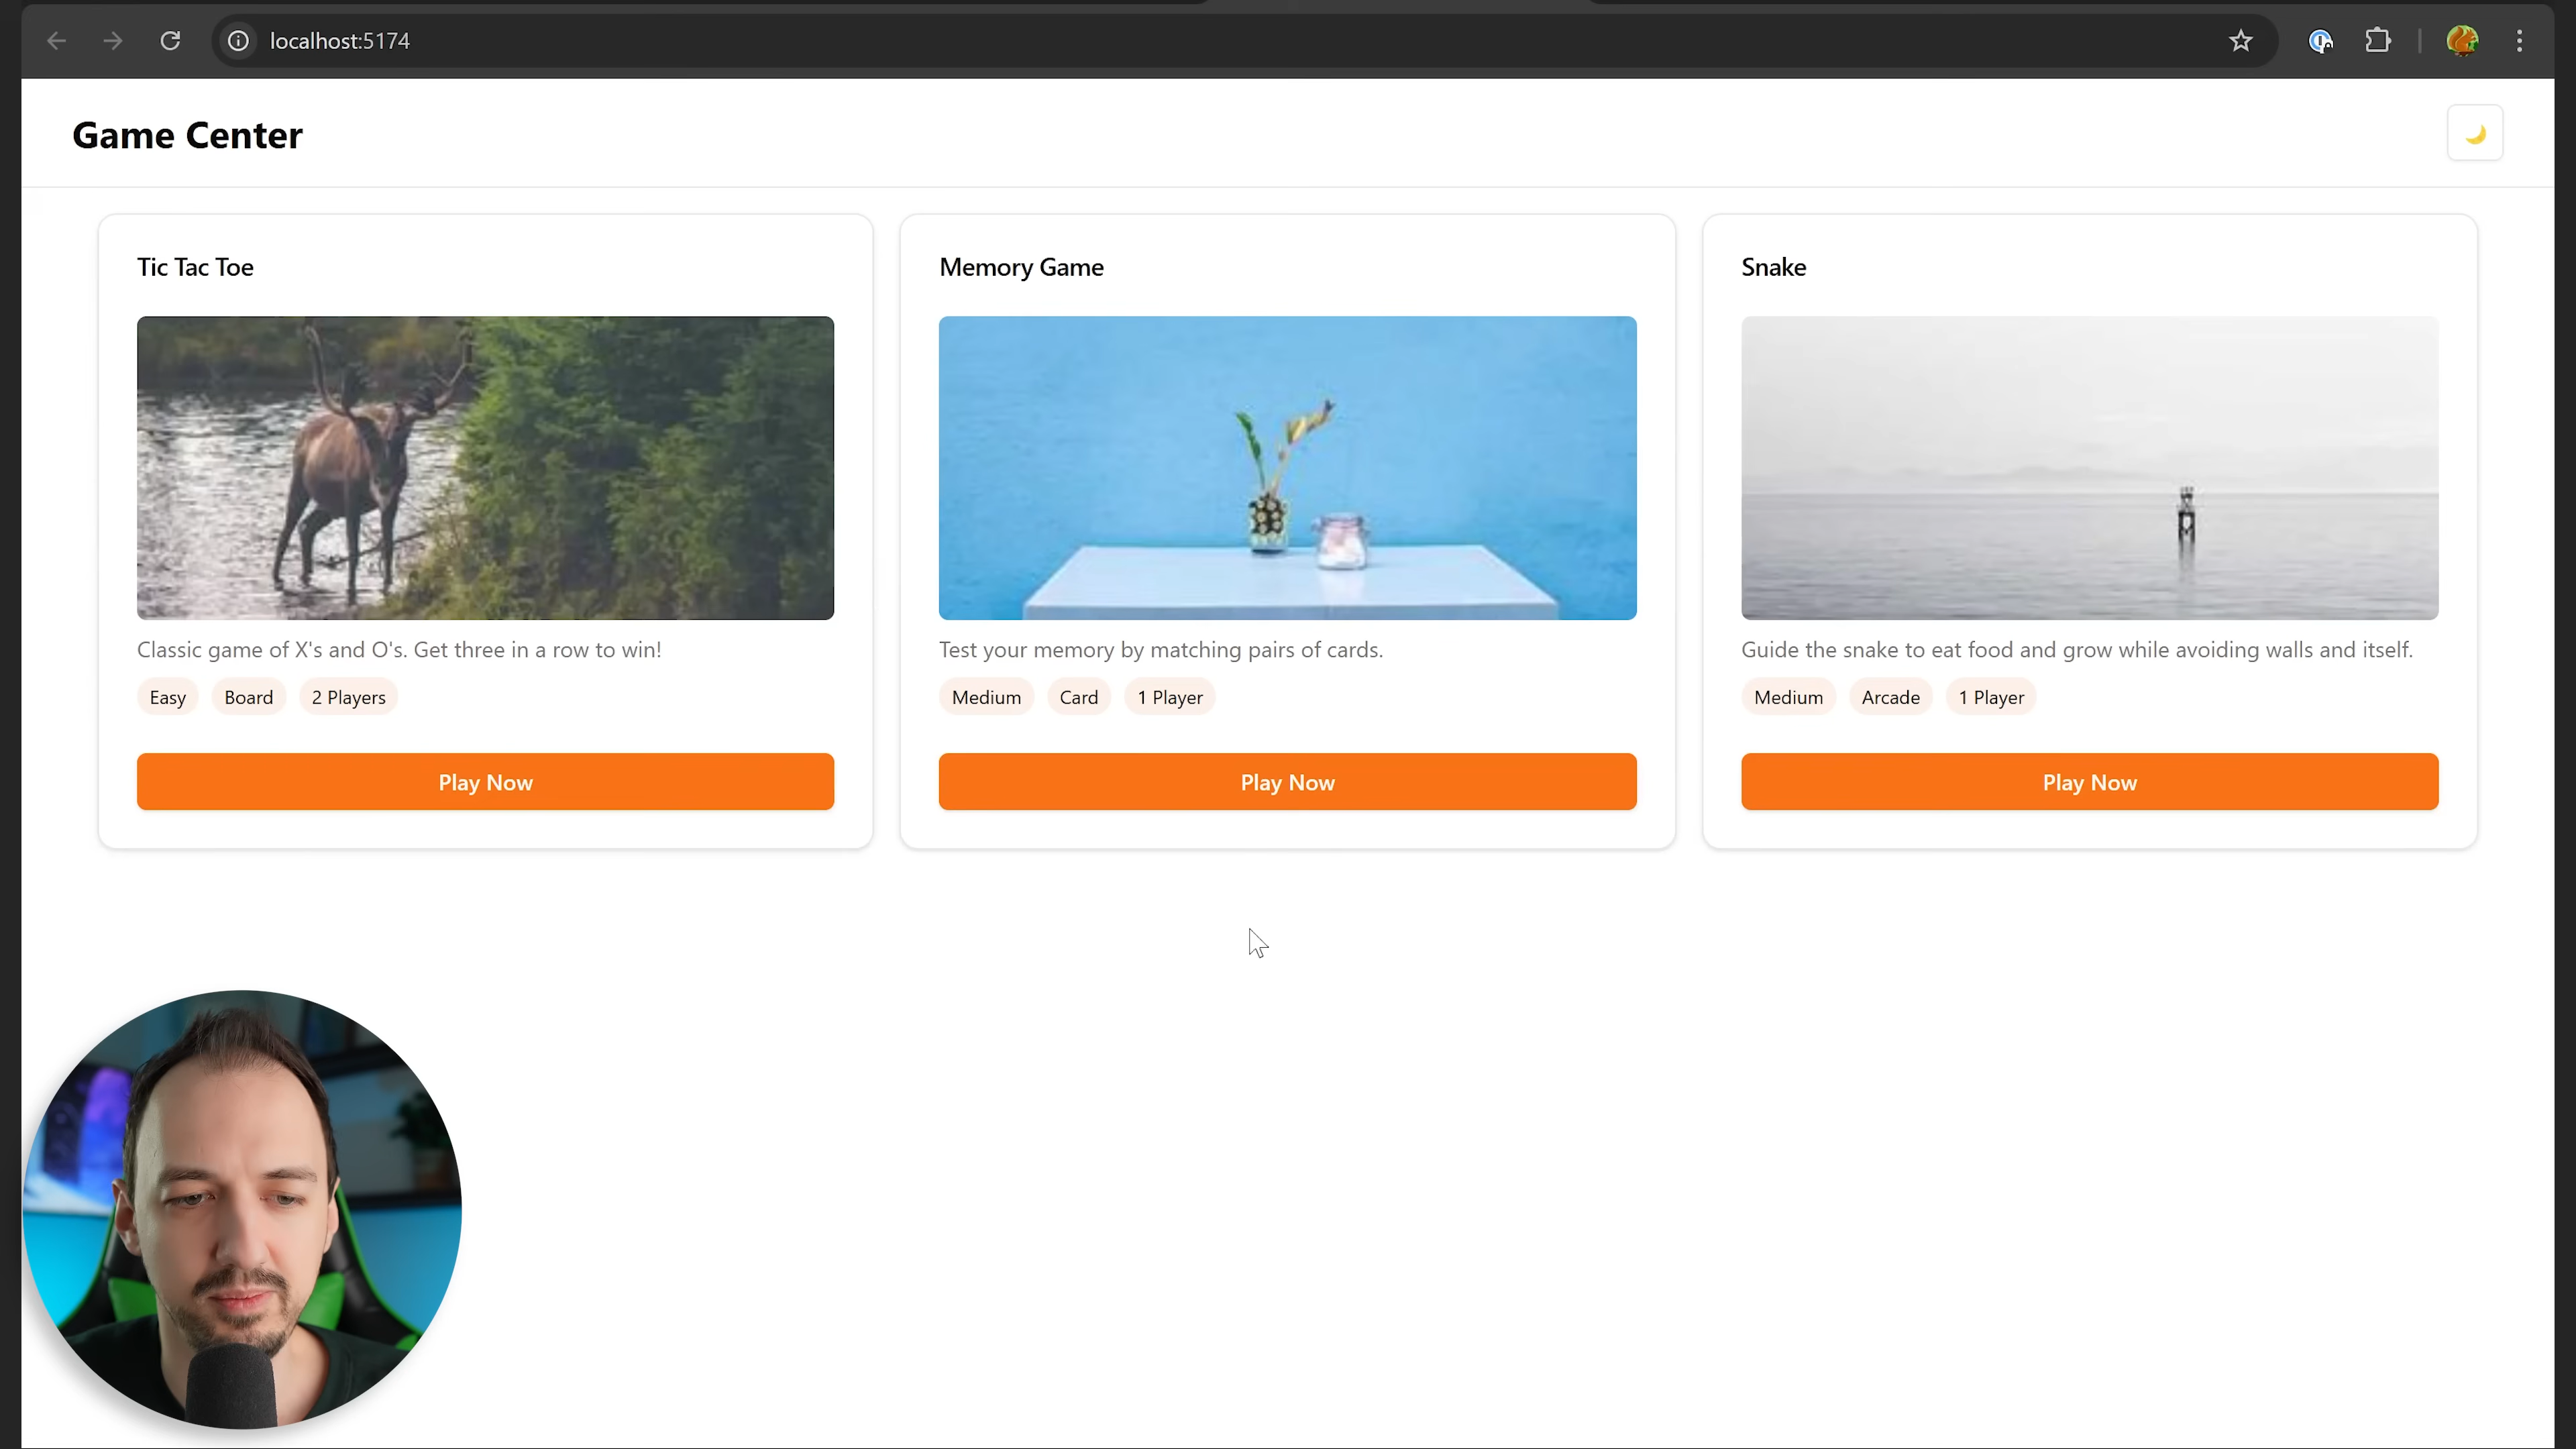 localhost:5174
Game Center
Tic Tac Toe
Classic game of X's and O's. Get three in a row to win!
Easy Board 2 Players
Play Now
Memory Game
Test your memory by matching pairs of cards.
Medium Card 1 Player
Play Now
Snake
Guide the snake to eat food and grow while avoiding walls and itself.
Medium Arcade 1 Player
Play Now